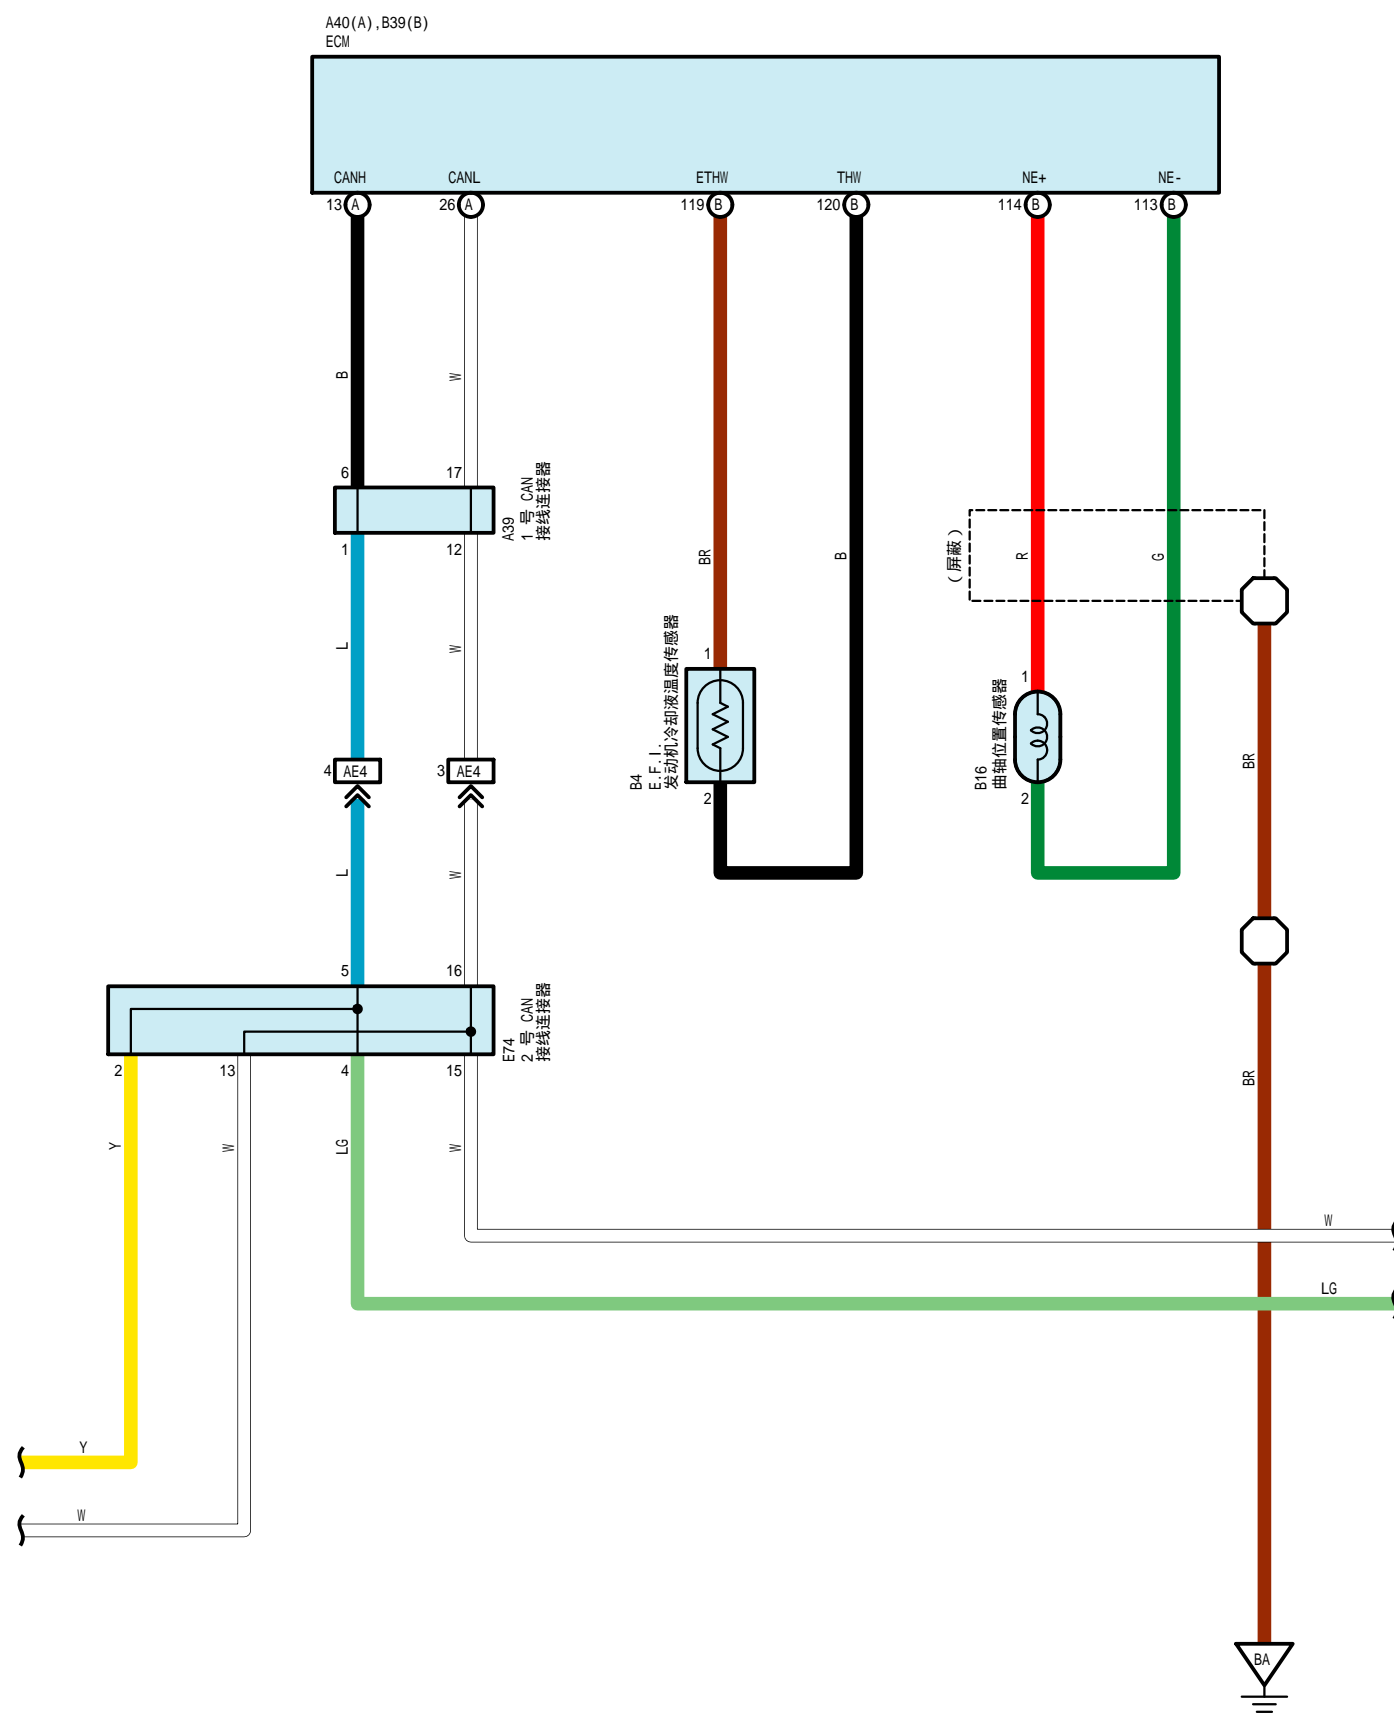 A40(A),B39(B)
ECM
CANH
CANL
ETHW
THW
NE+
NE-
13
A
26
A
119
B
120
B
114
B
113
B
B
W
6
17
A39
1 号 CAN
接线连接器
1
12
BR
B
(屏蔽)
R
G
L
W
1
B4
E.F.I.
发动机冷却液温度传感器
2
1
B16
曲轴位置传感器
2
BR
4
AE4
3
AE4
L
W
5
16
E74
2 号 CAN
接线连接器
2
13
4
15
BR
Y
W
LG
W
W
LG
Y
W
BA